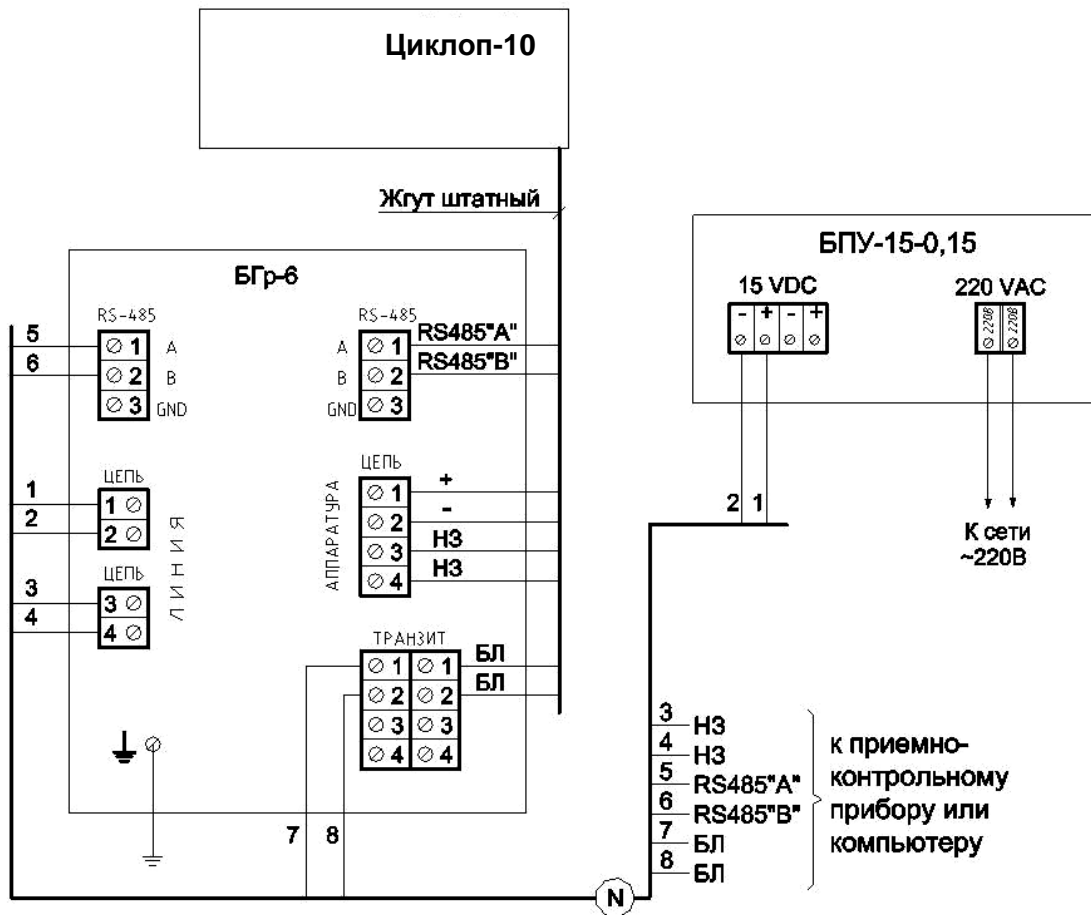 Циклоп-10
Жгут штатный
БГр-6
RS-485
5
6
1 A
2 B
3 GND
RS-485
A 1 RS485"A"
B 2 RS485"B"
GND 3
ЦЕПЬ
1
2
1
2
ЦЕПЬ
3
4
3
4
ЛИНИЯ
ЦЕПЬ
АППАРАТУРА
1 +
2 -
3 НЗ
4 НЗ
ТРАНЗИТ
1 1 БЛ
2 2 БЛ
3 3
4 4
7 8
БПУ-15-0,15
15 VDC
- + - +
220 VAC
220В 220В
2 1
К сети
~220В
3 НЗ
4 НЗ
5 RS485"A"
6 RS485"B"
7 БЛ
8 БЛ
к приемно-
контрольному
прибору или
компьютеру
N